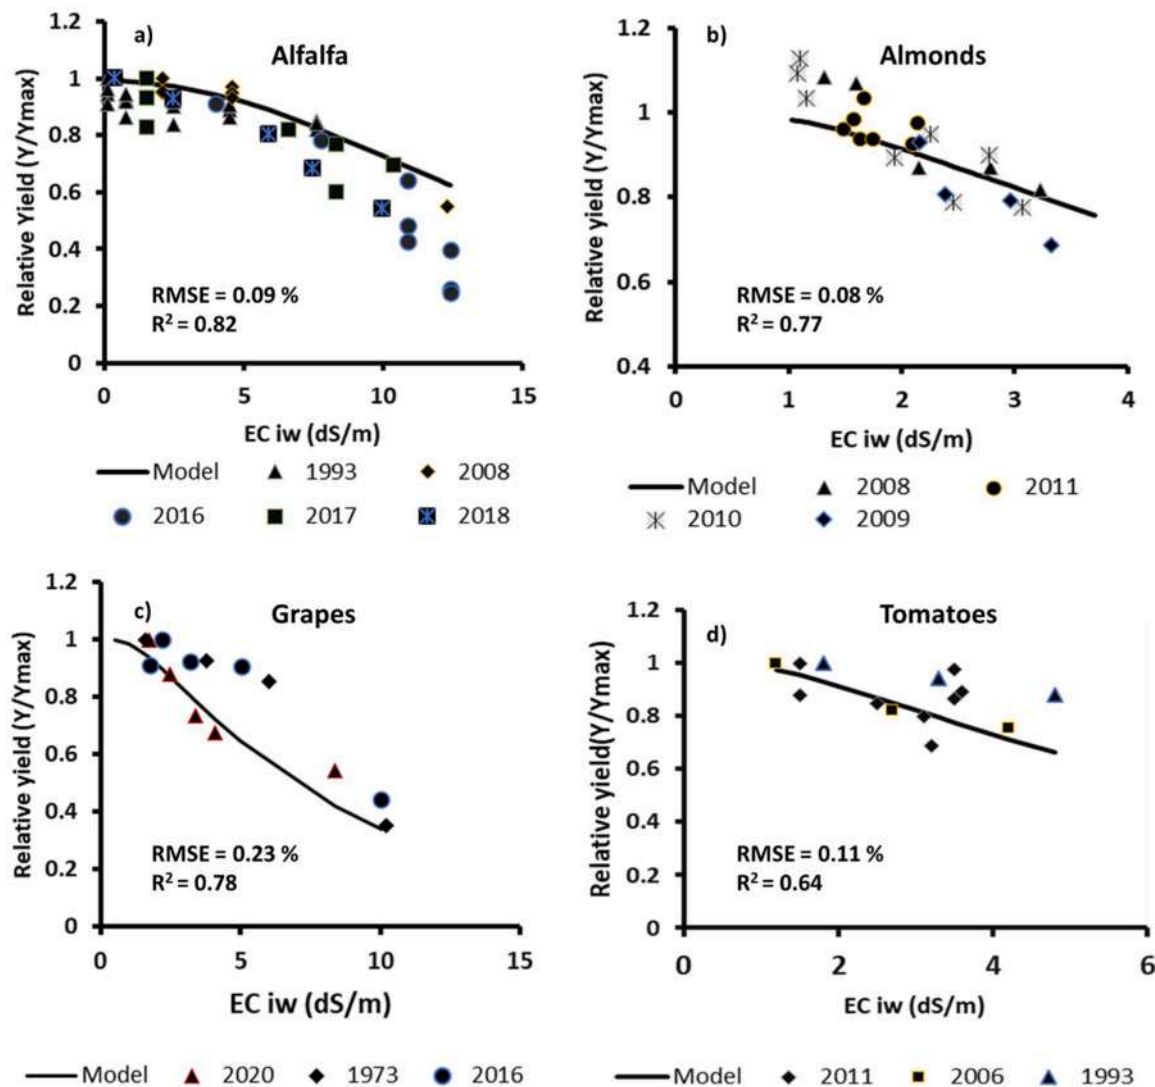 a)
Alfalfa
Relative Yield (Y/Ymax)
1.2
1
0.8
0.6
0.4
0.2
0
RMSE = 0.09 %
R² = 0.82
0 5 10 15
EC iw (dS/m)
Model 1993 2008
2016 2017 2018
b)
Almonds
Relative yield (Y/Ymax)
1.2
1
0.8
0.6
0.4
RMSE = 0.08 %
R² = 0.77
0 1 2 3 4
EC iw (dS/m)
Model 2008 2011
2010 2009
c)
Grapes
Relative yield (Y/Ymax)
1.2
1
0.8
0.6
0.4
0.2
0
RMSE = 0.23 %
R² = 0.78
0 5 10 15
EC iw (dS/m)
Model 2020 1973 2016
d)
Tomatoes
Relative yield(Y/Ymax)
1.2
1
0.8
0.6
0.4
0.2
0
RMSE = 0.11 %
R² = 0.64
0 2 4 6
EC iw (dS/m)
Model 2011 2006 1993